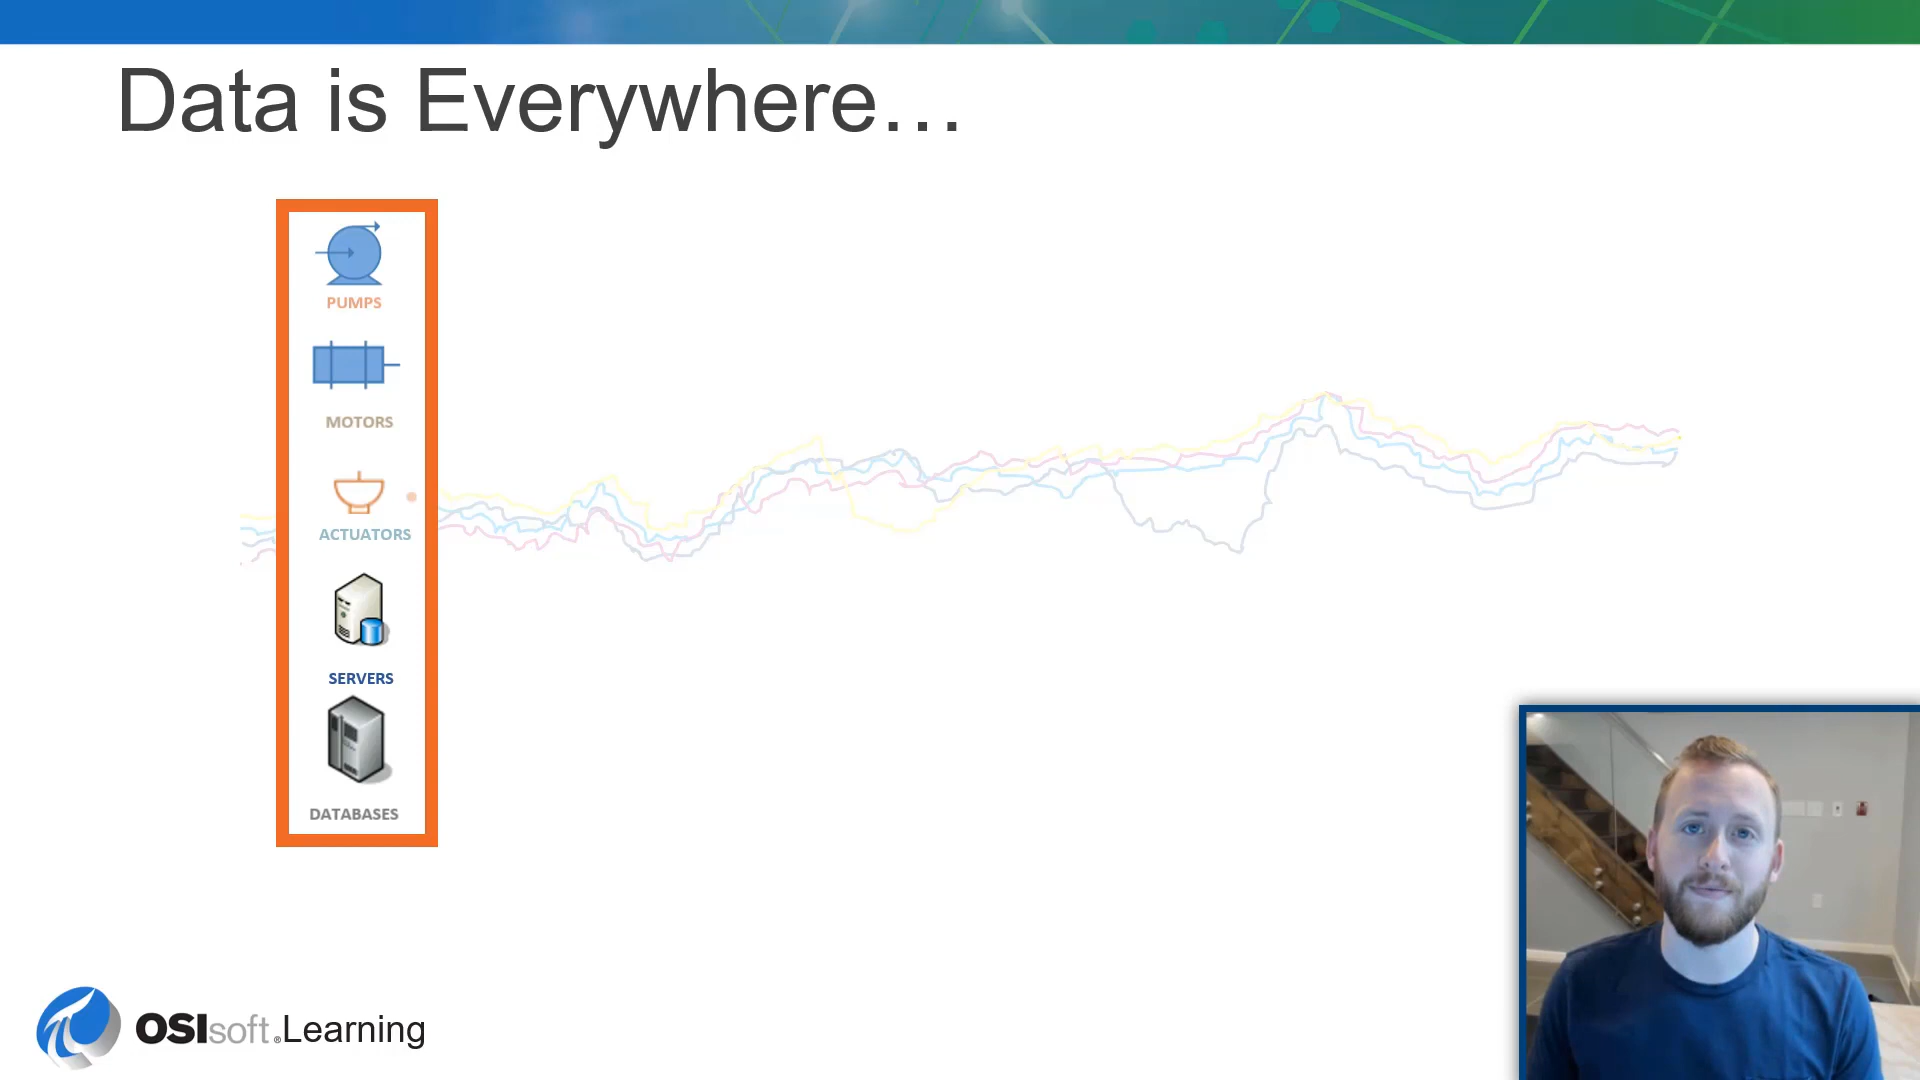 Data is Everywhere…
PUMPS
MOTORS
ACTUATORS
SERVERS
DATABASES
OSIsoft®Learning